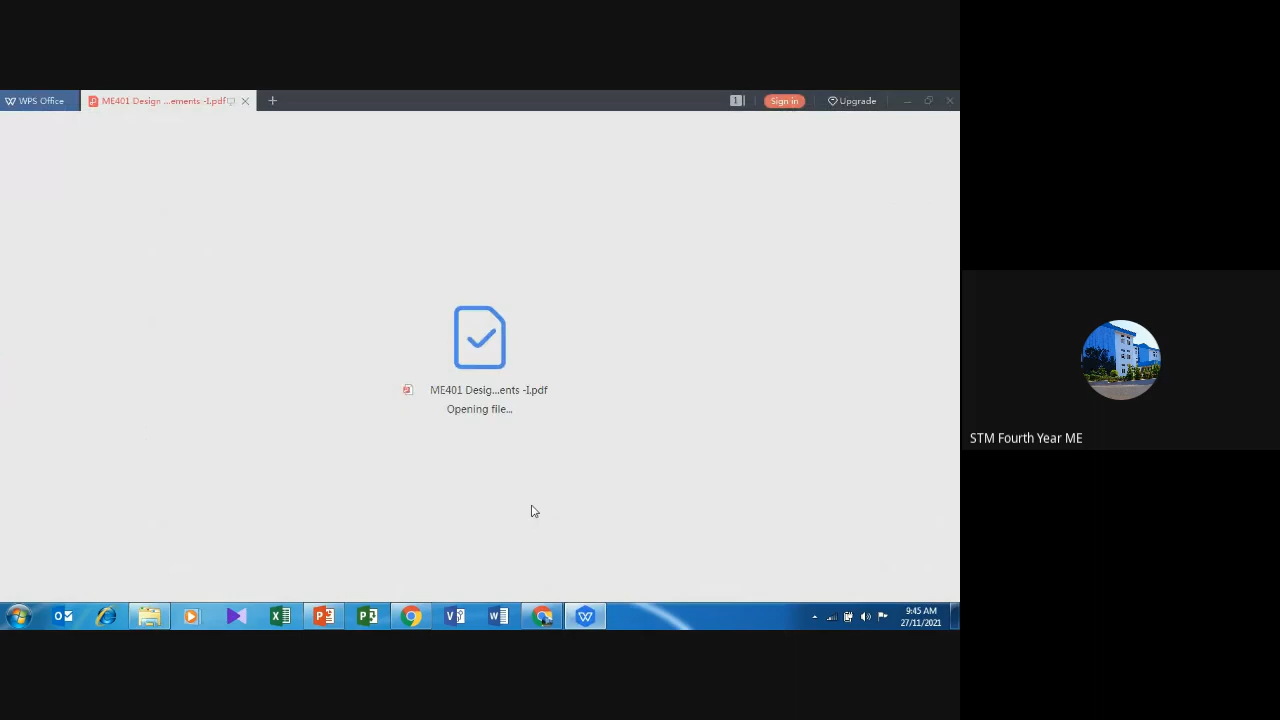 WPS Office
ME401 Design ...ements -I.pdf
1
Sign in
Upgrade
ME401 Desig...ents -I.pdf
Opening file...
STM Fourth Year ME
9:45 AM
27/11/2021